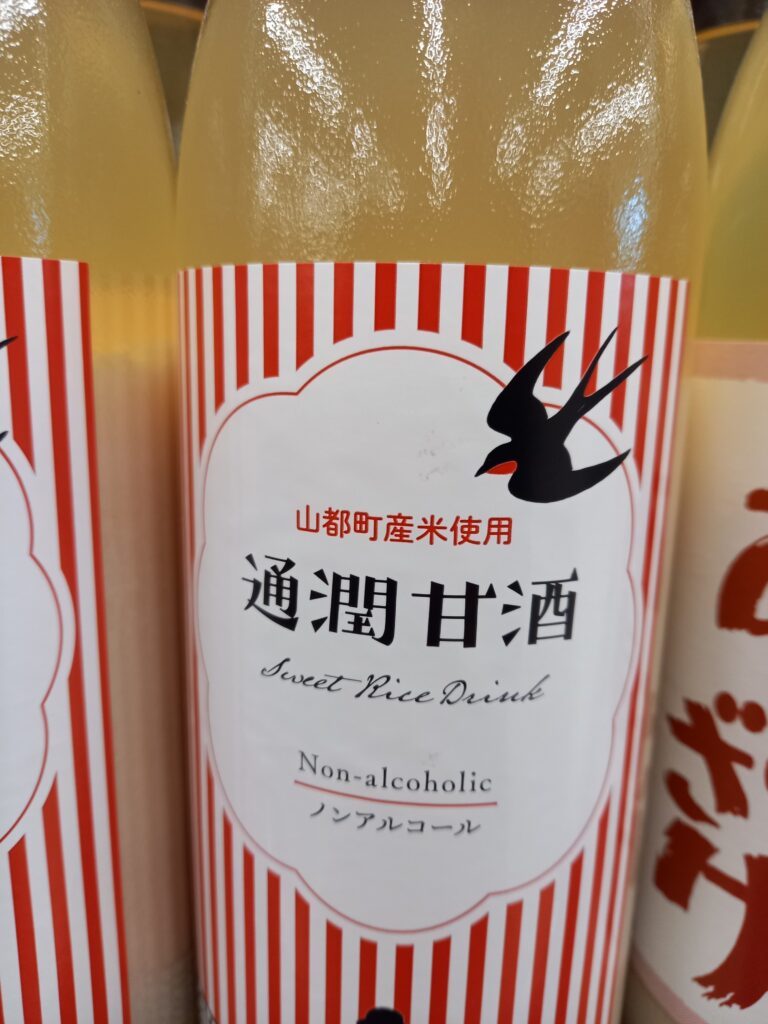 山都町産米使用
通潤甘酒
Sweet Rice Drink
Non-alcoholic
ノンアルコール